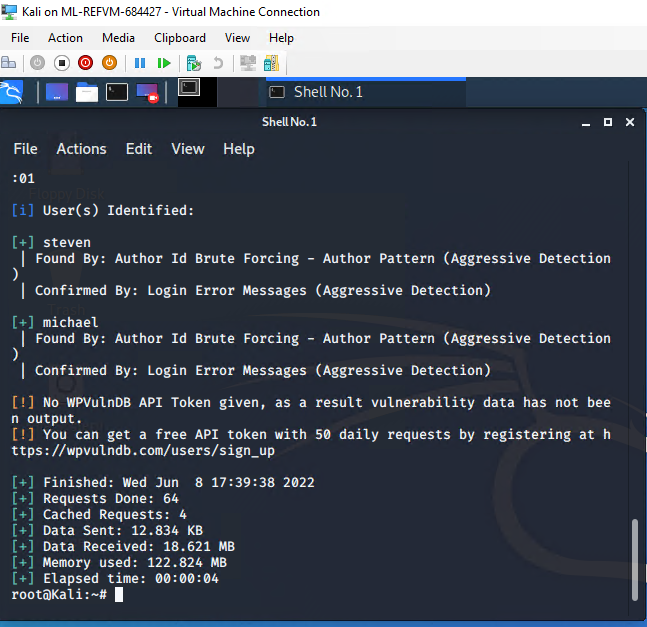 Kali on ML-REFVM-684427 - Virtual Machine Connection
File Action Media Clipboard View Help
Shell No. 1
Shell No. 1
File Actions Edit View Help
:01
[i] User(s) Identified:
[+] steven
| Found By: Author Id Brute Forcing - Author Pattern (Aggressive Detection
)
| Confirmed By: Login Error Messages (Aggressive Detection)
[+] michael
| Found By: Author Id Brute Forcing - Author Pattern (Aggressive Detection
)
| Confirmed By: Login Error Messages (Aggressive Detection)
[!] No WPVulnDB API Token given, as a result vulnerability data has not bee
n output.
[!] You can get a free API token with 50 daily requests by registering at h
ttps://wpvulndb.com/users/sign_up
[+] Finished: Wed Jun  8 17:39:38 2022
[+] Requests Done: 64
[+] Cached Requests: 4
[+] Data Sent: 12.834 KB
[+] Data Received: 18.621 MB
[+] Memory used: 122.824 MB
[+] Elapsed time: 00:00:04
root@Kali:~#